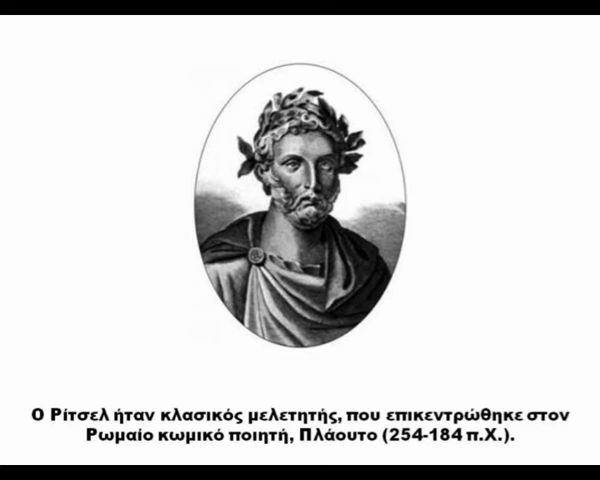 Ο Ρίτσελ ήταν κλασικός μελετητής, που επικεντρώθηκε στον
Ρωμαίο κωμικό ποιητή, Πλάουτο (254-184 π.Χ.).